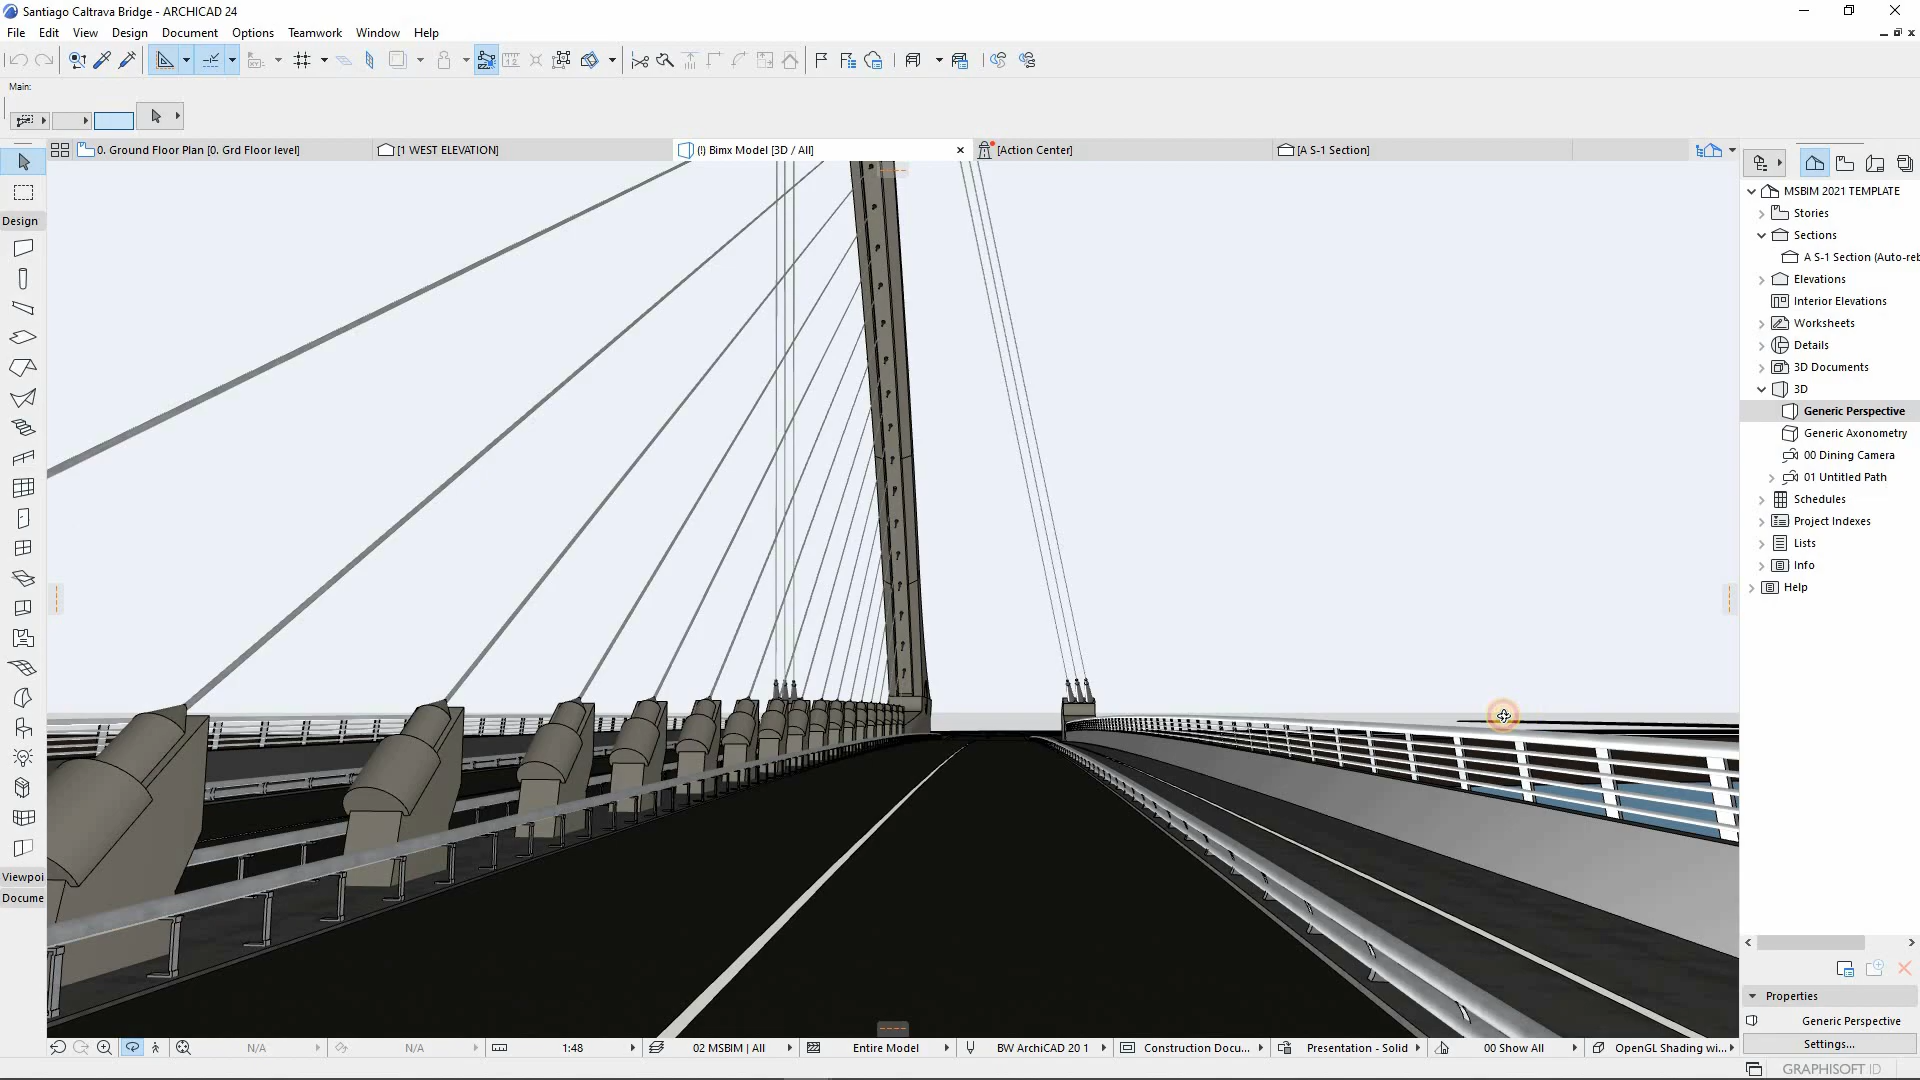 Santiago Caltrava Bridge - ARCHICAD 24
File Edit View Design Document Options Teamwork Window Help
Main:
0. Ground Floor Plan [0. Grd Floor level]
[1 WEST ELEVATION]
(!) Bimx Model [3D / All]
[Action Center]
[A S-1 Section]
Design
Viewpoi
Docume
MSBIM 2021 TEMPLATE
Stories
Sections
A S-1 Section (Auto-reb
Elevations
Interior Elevations
Worksheets
Details
3D Documents
3D
Generic Perspective
Generic Axonometry
00 Dining Camera
01 Untitled Path
Schedules
Project Indexes
Lists
Info
Help
Properties
Generic Perspective
Settings...
N/A
N/A
1:48
02 MSBIM | All
Entire Model
BW ArchiCAD 20 1
Construction Docu...
Presentation - Solid
00 Show All
OpenGL Shading wi...
GRAPHISOFT ID